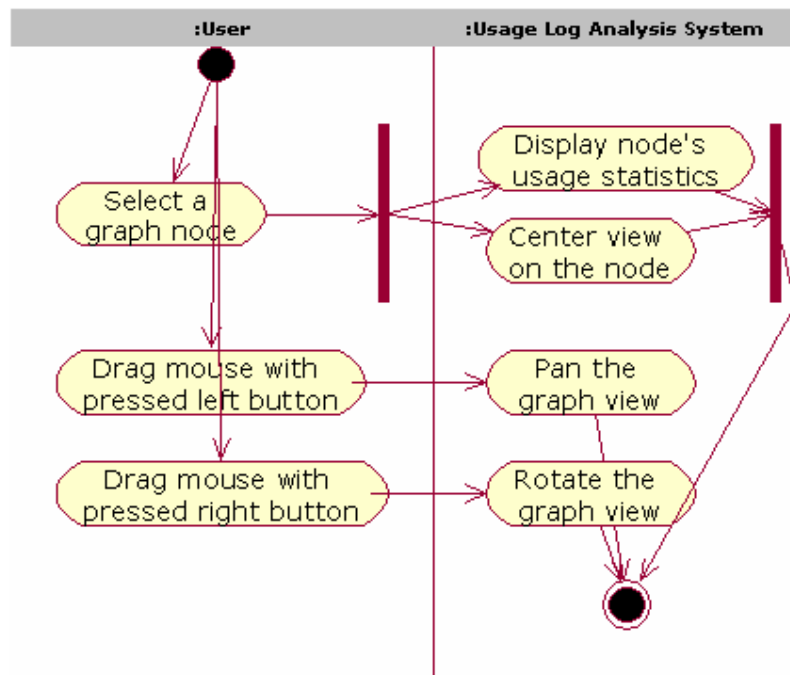 :User
:Usage Log Analysis System
Select a
graph node
Display node's
usage statistics
Center view
on the node
Drag mouse with
pressed left button
Pan the
graph view
Drag mouse with
pressed right button
Rotate the
graph view